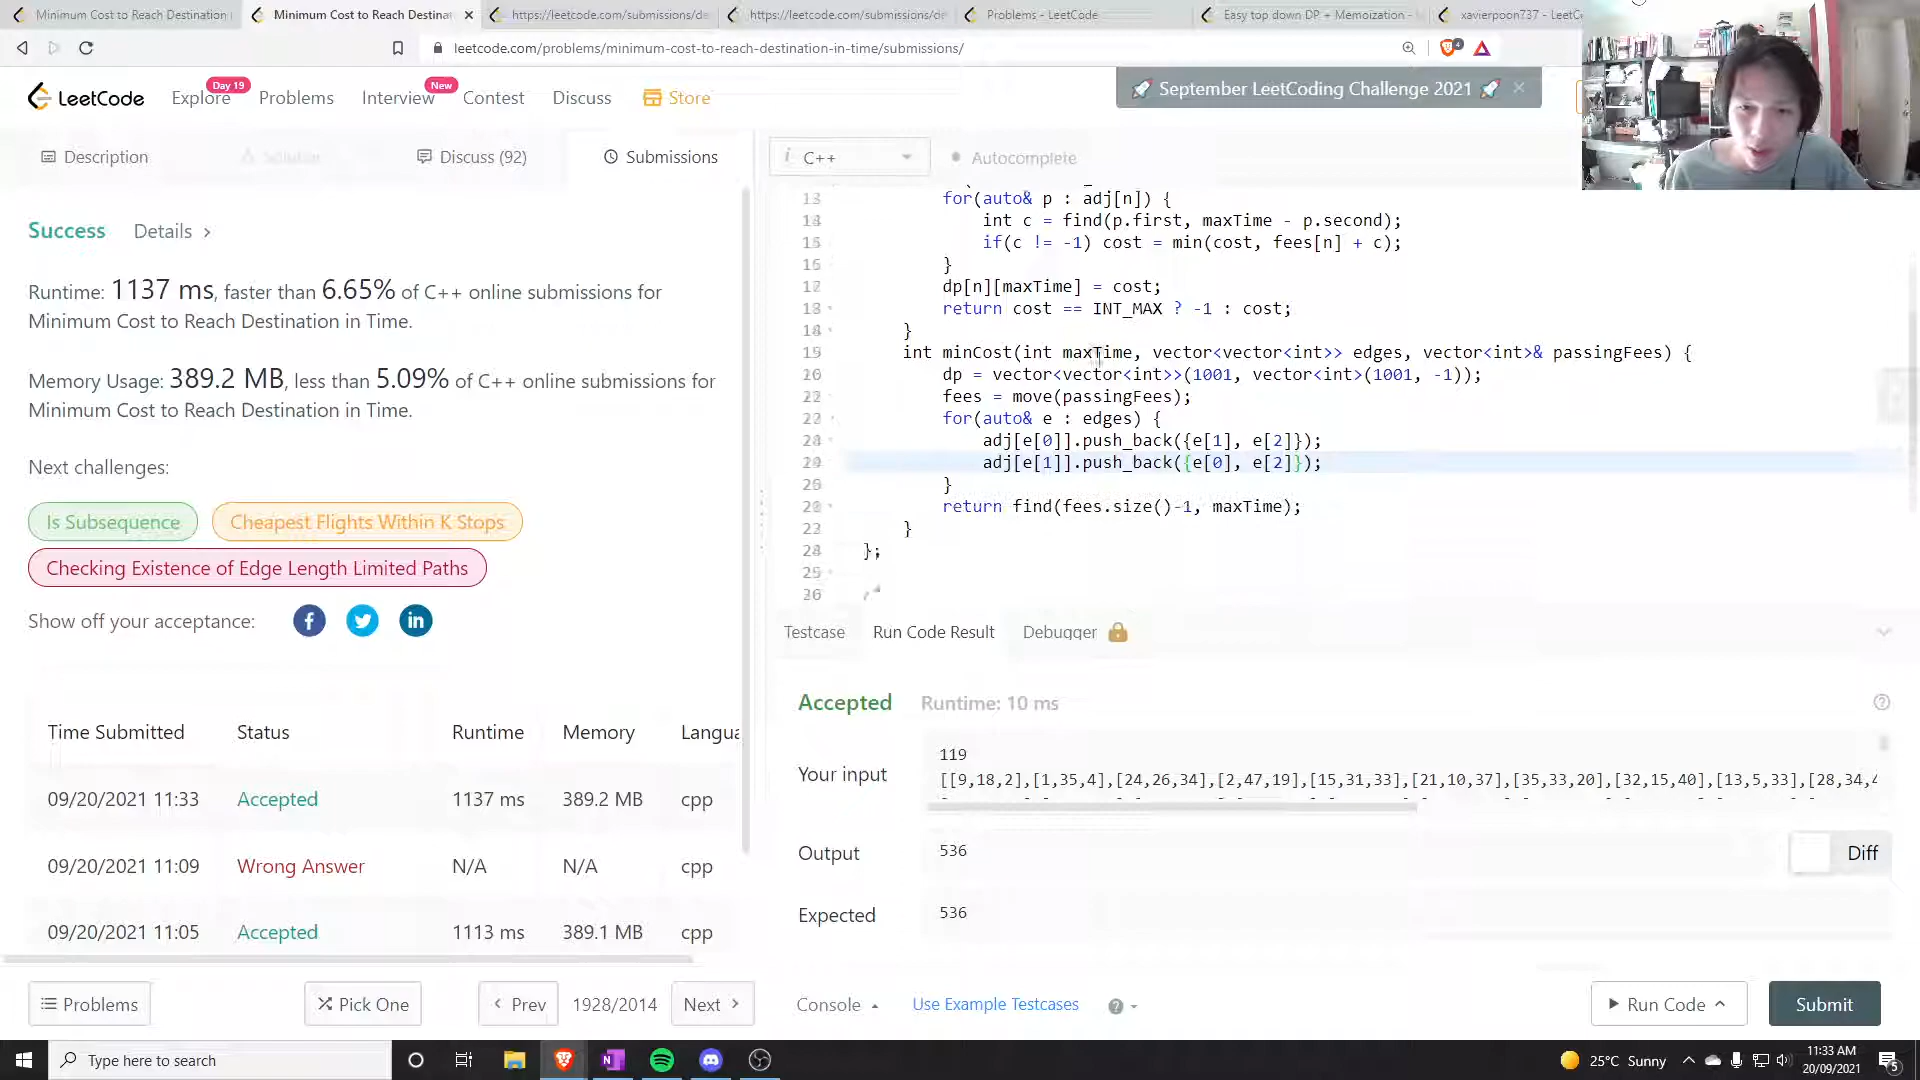 Minimum Cost to Reach Destination
Minimum Cost to Reach Destinat
https://leetcode.com/submissions/de
https://leetcode.com/submissions/de
Problems - LeetCode
Easy top down DP + Memoization -
xavierpoon737 - LeetC
leetcode.com/problems/minimum-cost-to-reach-destination-in-time/submissions/
4
LeetCode
Explore
Day 19
Problems
Interview
New
Contest
Discuss
Store
September LeetCoding Challenge 2021
Description
Solution
Discuss (92)
Submissions
i C++
Autocomplete
Success
Details >
Runtime: 1137 ms, faster than 6.65% of C++ online submissions for
Minimum Cost to Reach Destination in Time.
Memory Usage: 389.2 MB, less than 5.09% of C++ online submissions for
Minimum Cost to Reach Destination in Time.
Next challenges:
Is Subsequence
Cheapest Flights Within K Stops
Checking Existence of Edge Length Limited Paths
Show off your acceptance:
Time Submitted Status Runtime Memory Langua
09/20/2021 11:33 Accepted 1137 ms 389.2 MB cpp
09/20/2021 11:09 Wrong Answer N/A N/A cpp
09/20/2021 11:05 Accepted 1113 ms 389.1 MB cpp
for(auto& p : adj[n]) {
int c = find(p.first, maxTime - p.second);
if(c != -1) cost = min(cost, fees[n] + c);
}
dp[n][maxTime] = cost;
return cost == INT_MAX ? -1 : cost;
}
int minCost(int maxTime, vector<vector<int>> edges, vector<int>& passingFees) {
dp = vector<vector<int>>(1001, vector<int>(1001, -1));
fees = move(passingFees);
for(auto& e : edges) {
adj[e[0]].push_back({e[1], e[2]});
adj[e[1]].push_back({e[0], e[2]});
}
return find(fees.size()-1, maxTime);
}
};
Testcase
Run Code Result
Debugger
Accepted
Runtime: 10 ms
Your input
119
[[9,18,2],[1,35,4],[24,26,34],[2,47,19],[15,31,33],[21,10,37],[35,33,20],[32,15,40],[13,5,33],[28,34,4
Output
536
Diff
Expected
536
Problems
Pick One
Prev
1928/2014
Next
Console
Use Example Testcases
Run Code
Submit
Type here to search
25°C Sunny
11:33 AM
20/09/2021
5